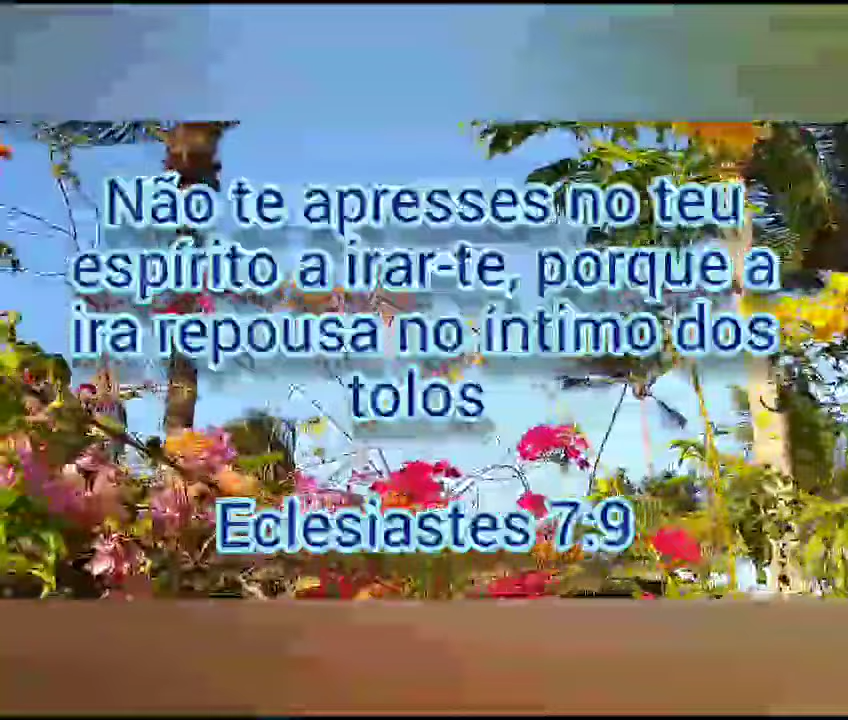 Não te apresses no teu
espírito a irar-te, porque a
ira repousa no íntimo dos
tolos
Eclesiastes 7:9